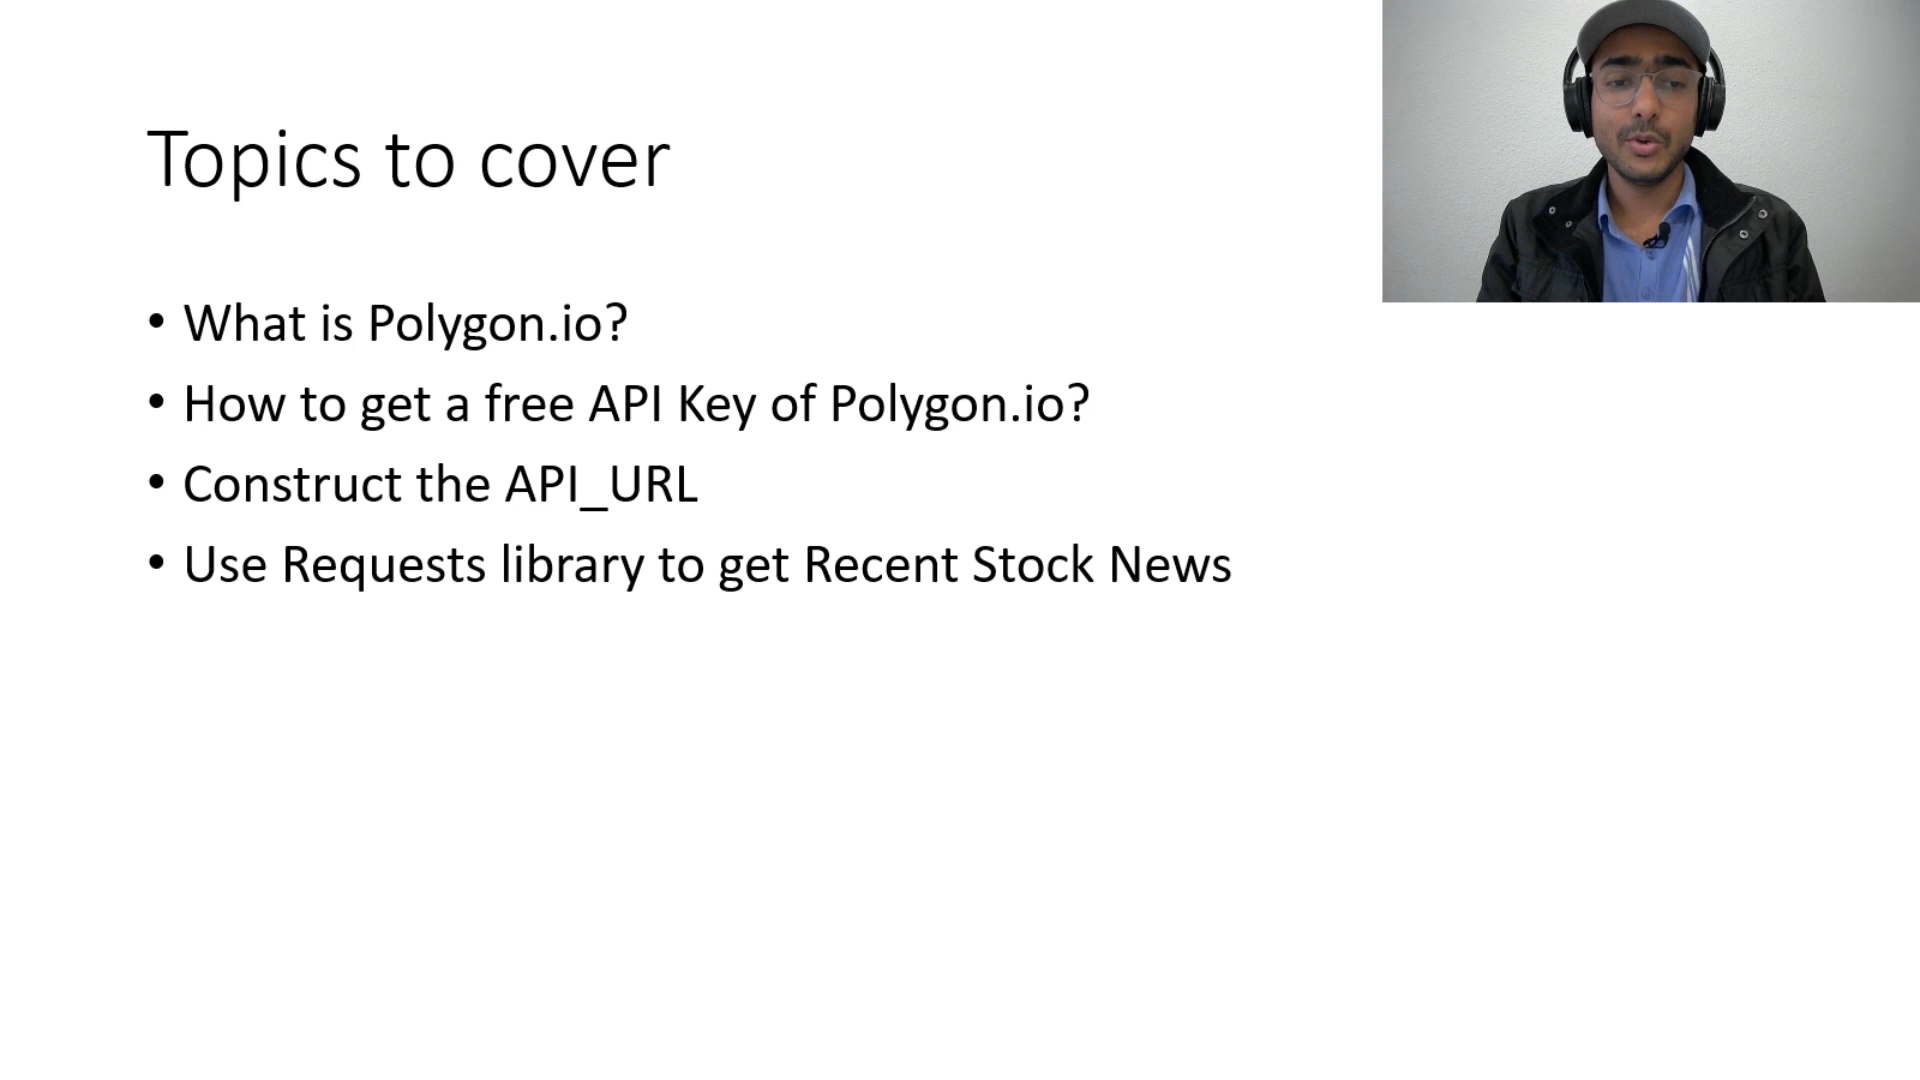 Topics to cover
• What is Polygon.io?
• How to get a free API Key of Polygon.io?
• Construct the API_URL
• Use Requests library to get Recent Stock News